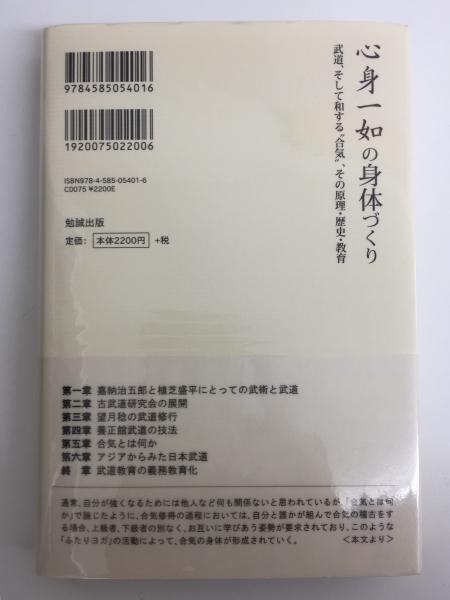 心身一如の身体づくり
武道、そして和する“合気”、その原理・歴史・教育
9784585054016
1920075022006
ISBN978-4-585-05401-6
C0075 ¥2200E
勉誠出版
定価: 本体2200円 +税
第一章 嘉納治五郎と植芝盛平にとっての武術と武道
第二章 古武道研究会の展開
第三章 望月稔の武道修行
第四章 養正館武道の技法
第五章 合気とは何か
第六章 アジアからみた日本武道
終 章 武道教育の義務教育化
通常、自分が強くなるためには他人など何も関係ないと思われているが、「合気とは何
か」で論じたように、合気修得の過程においては、自分と誰かが組んで合気の稽古をす
る場合、上級者、下級者の別なく、お互いに学びあう姿勢が要求されており、このような
「ふたりヨガ」の活動によって、合気の身体が形成されていく。 <本文より>